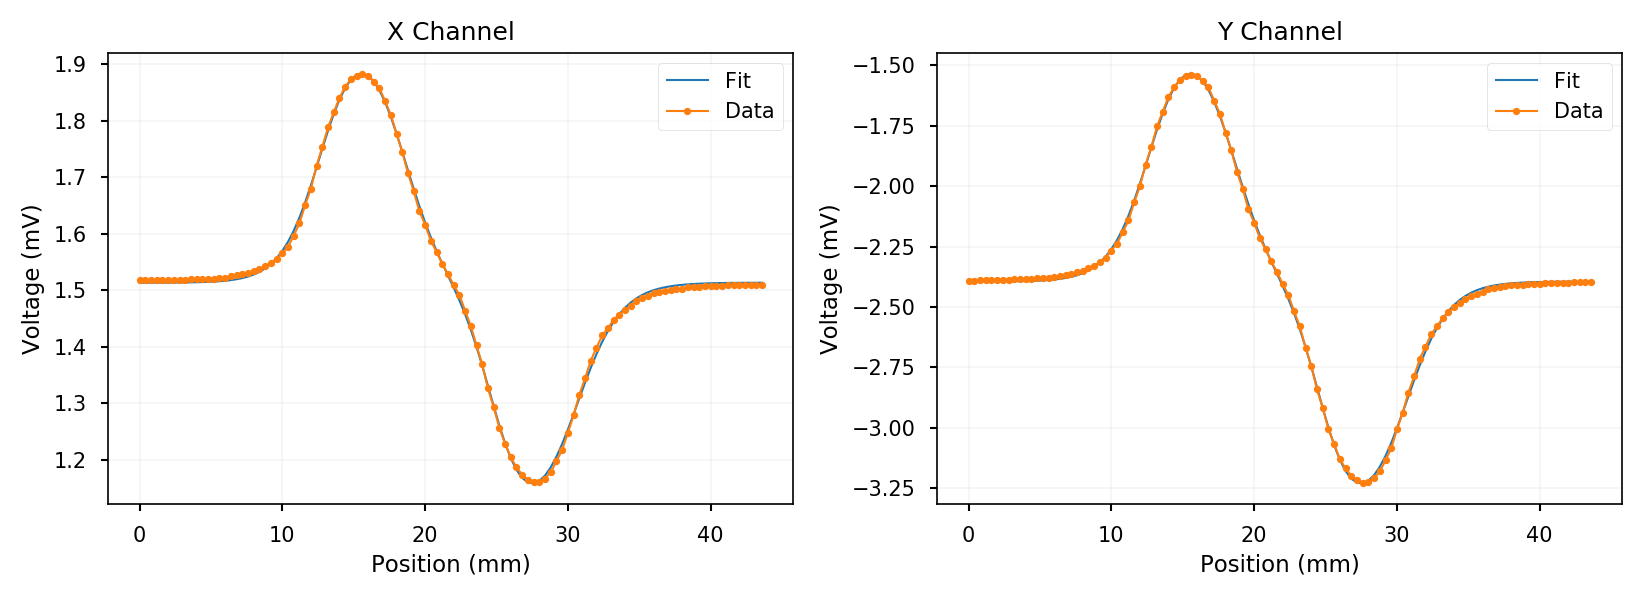 X Channel
1.9
1.8
1.7
1.6
1.5
1.4
1.3
1.2
Voltage (mV)
0 10 20 30 40
Position (mm)
Fit
Data
Y Channel
−1.50
−1.75
−2.00
−2.25
−2.50
−2.75
−3.00
−3.25
Voltage (mV)
0 10 20 30 40
Position (mm)
Fit
Data